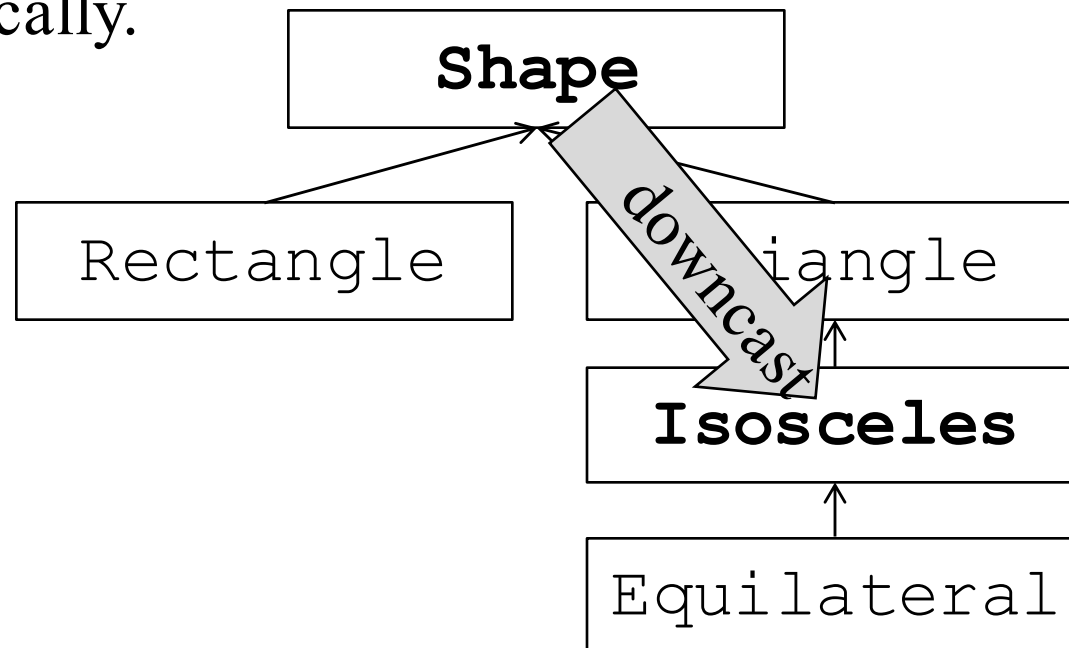 cally.
Shape
Rectangle
iangle
downcast
Isosceles
Equilateral